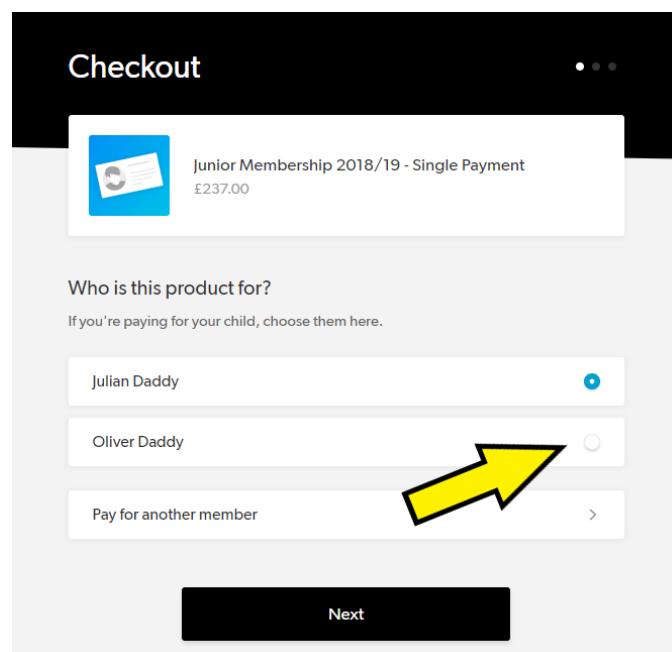 Checkout
Junior Membership 2018/19 - Single Payment
£237.00
Who is this product for?
If you're paying for your child, choose them here.
Julian Daddy
Oliver Daddy
Pay for another member
Next